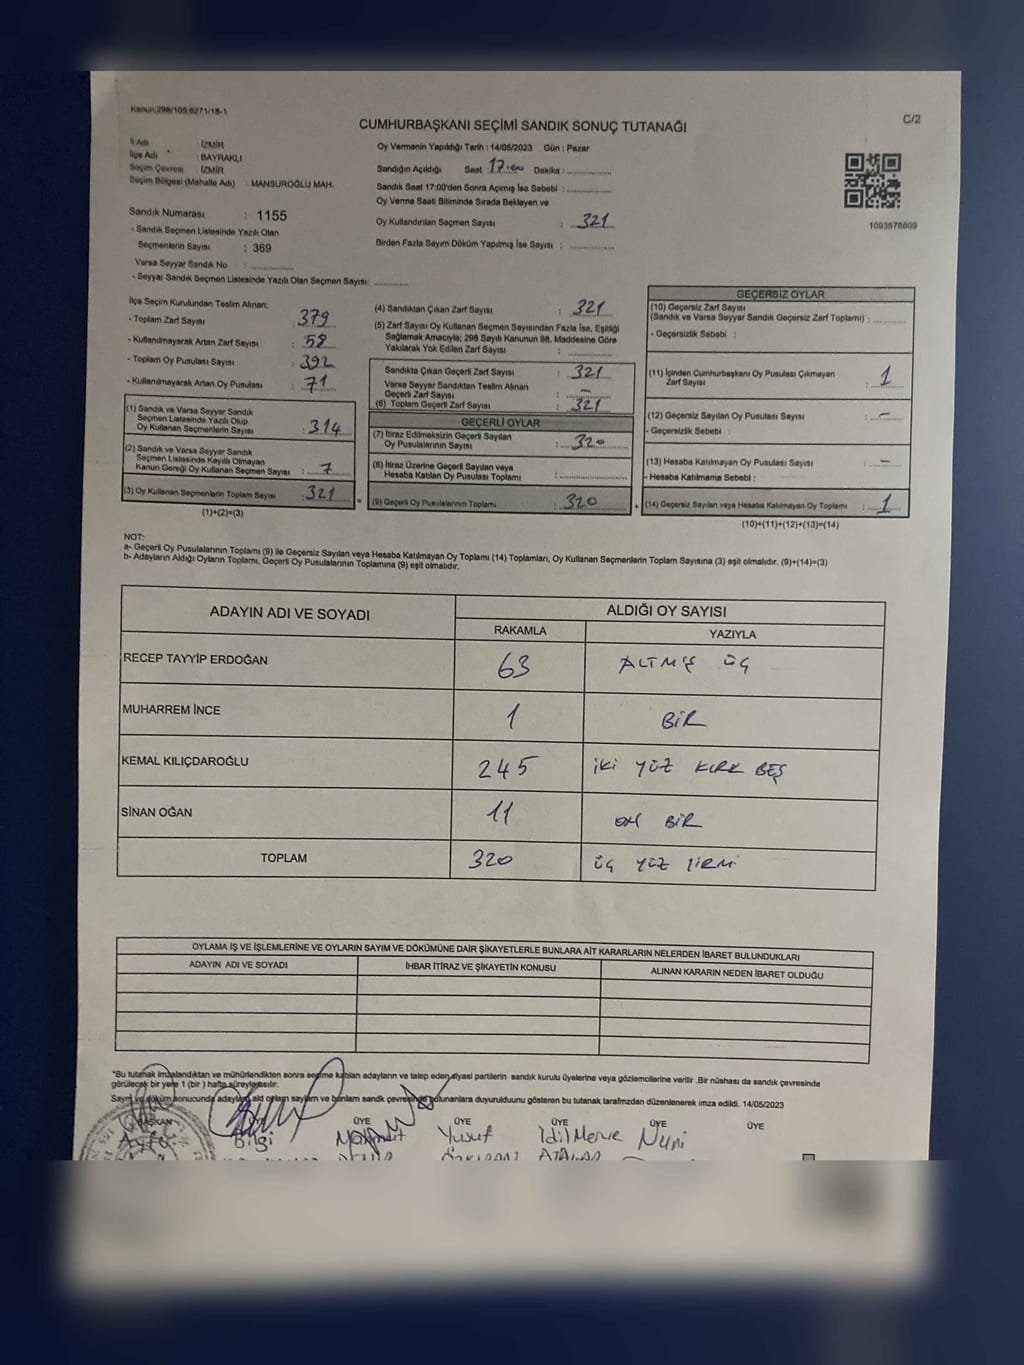 Kanun:298/105;6271/18-1
C/2
CUMHURBAŞKANI SEÇİMİ SANDIK SONUÇ TUTANAĞI
İl Adı : İZMİR
İlçe Adı : BAYRAKLI
Seçim Çevresi : İZMİR
Seçim Bölgesi (Mahalle Adı) : MANSUROĞLU MAH.
Sandık Numarası : 1155
- Sandık Seçmen Listesinde Yazılı Olan
Seçmenlerin Sayısı : 369
Varsa Seyyar Sandık No : ..............
- Seyyar Sandık Seçmen Listesinde Yazılı Olan Seçmen Sayısı: ............
Oy Vermenin Yapıldığı Tarih : 14/05/2023 Gün : Pazar
Sandığın Açıldığı Saat : 17.00 Dakika : ..............
Sandık Saat 17:00'den Sonra Açımış İse Sebebi : ..............
Oy Verme Saati Bitiminde Sırada Bekleyen ve
Oy Kullandırılan Seçmen Sayısı : 321
Birden Fazla Sayım Döküm Yapılmış İse Sayısı : ..............
1093576609
İlçe Seçim Kurulundan Teslim Alınan;
- Toplam Zarf Sayısı : 379
- Kullanılmayarak Artan Zarf Sayısı : 58
- Toplam Oy Pusulası Sayısı : 392
- Kullanılmayarak Artan Oy Pusulası : 71
(1) Sandık ve Varsa Seyyar Sandık
Seçmen Listesinde Yazılı Olup
Oy Kullanan Seçmenlerin Sayısı : 314
(2) Sandık ve Varsa Seyyar Sandık
Seçmen Listesinde Kayıtlı Olmayan
Kanun Gereği Oy Kullanan Seçmen Sayısı : 7
(3) Oy Kullanan Seçmenlerin Toplam Sayısı : 321
(1)+(2)=(3)
=
(4) Sandıktan Çıkan Zarf Sayısı : 321
(5) Zarf Sayısı Oy Kullanan Seçmen Sayısından Fazla İse, Eşitliği
Sağlamak Amacıyla; 298 Sayılı Kanunun 98. Maddesine Göre
Yakılarak Yok Edilen Zarf Sayısı : ..............
Sandıkta Çıkan Geçerli Zarf Sayısı : 321
Varsa Seyyar Sandıktan Teslim Alınan
Geçerli Zarf Sayısı : -
(6) Toplam Geçerli Zarf Sayısı : 321
GEÇERLİ OYLAR
(7) İtiraz Edilmeksizin Geçerli Sayılan
Oy Pusulalarının Sayısı : 320
(8) İtiraz Üzerine Geçerli Sayılan veya
Hesaba Katılan Oy Pusulası Toplamı : ..............
(9) Geçerli Oy Pusulalarının Toplamı : 320
+
GEÇERSİZ OYLAR
(10) Geçersiz Zarf Sayısı
(Sandık ve Varsa Seyyar Sandık Geçersiz Zarf Toplamı) : ............
- Geçersizlik Sebebi :
(11) İçinden Cumhurbaşkanı Oy Pusulası Çıkmayan
Zarf Sayısı : 1
(12) Geçersiz Sayılan Oy Pusulası Sayısı : -
- Geçersizlik Sebebi :
(13) Hesaba Katılmayan Oy Pusulası Sayısı : -
- Hesaba Katılmama Sebebi :
(14) Geçersiz Sayılan veya Hesaba Katılmayan Oy Toplamı : 1
(10)+(11)+(12)+(13)=(14)
NOT:
a- Geçerli Oy Pusulalarının Toplamı (9) ile Geçersiz Sayılan veya Hesaba Katılmayan Oy Toplamı (14) Toplamları, Oy Kullanan Seçmenlerin Toplam Sayısına (3) eşit olmalıdır. (9)+(14)=(3)
b- Adayların Aldığı Oyların Toplamı, Geçerli Oy Pusulalarının Toplamına (9) eşit olmalıdır.
ADAYIN ADI VE SOYADI ALDIĞI OY SAYISI
RAKAMLA YAZIYLA
RECEP TAYYİP ERDOĞAN 63 ALTMIŞ ÜÇ
MUHARREM İNCE 1 BİR
KEMAL KILIÇDAROĞLU 245 İKİ YÜZ KIRK BEŞ
SİNAN OĞAN 11 ON BİR
TOPLAM 320 ÜÇ YÜZ YİRMİ
OYLAMA İŞ VE İŞLEMLERİNE VE OYLARIN SAYIM VE DÖKÜMÜNE DAİR ŞİKAYETLERLE BUNLARA AİT KARARLARIN NELERDEN İBARET BULUNDUKLARI
ADAYIN ADI VE SOYADI İHBAR İTİRAZ VE ŞİKAYETİN KONUSU ALINAN KARARIN NEDEN İBARET OLDUĞU
"Bu tutanak imzalandıktan ve mühürlendikten sonra seçime katılan adayların ve talep eden siyasi partilerin sandık kurulu üyelerine veya gözlemcilerine verilir .Bir nüshası da sandık çevresinde
görülecek bir yere 1 (bir ) hafta süreyle asılır.
Sayım ve döküm sonucunda adayların ad oyların sayım ve bunların sandık çevresinde bulunanlara duyurulduunu gösteren bu tutanak tarafımızdan düzenlenerek imza edildi. 14/05/2023
BAŞKAN ÜYE ÜYE ÜYE ÜYE ÜYE
Bilgi Yusuf İdil Merve Nuri